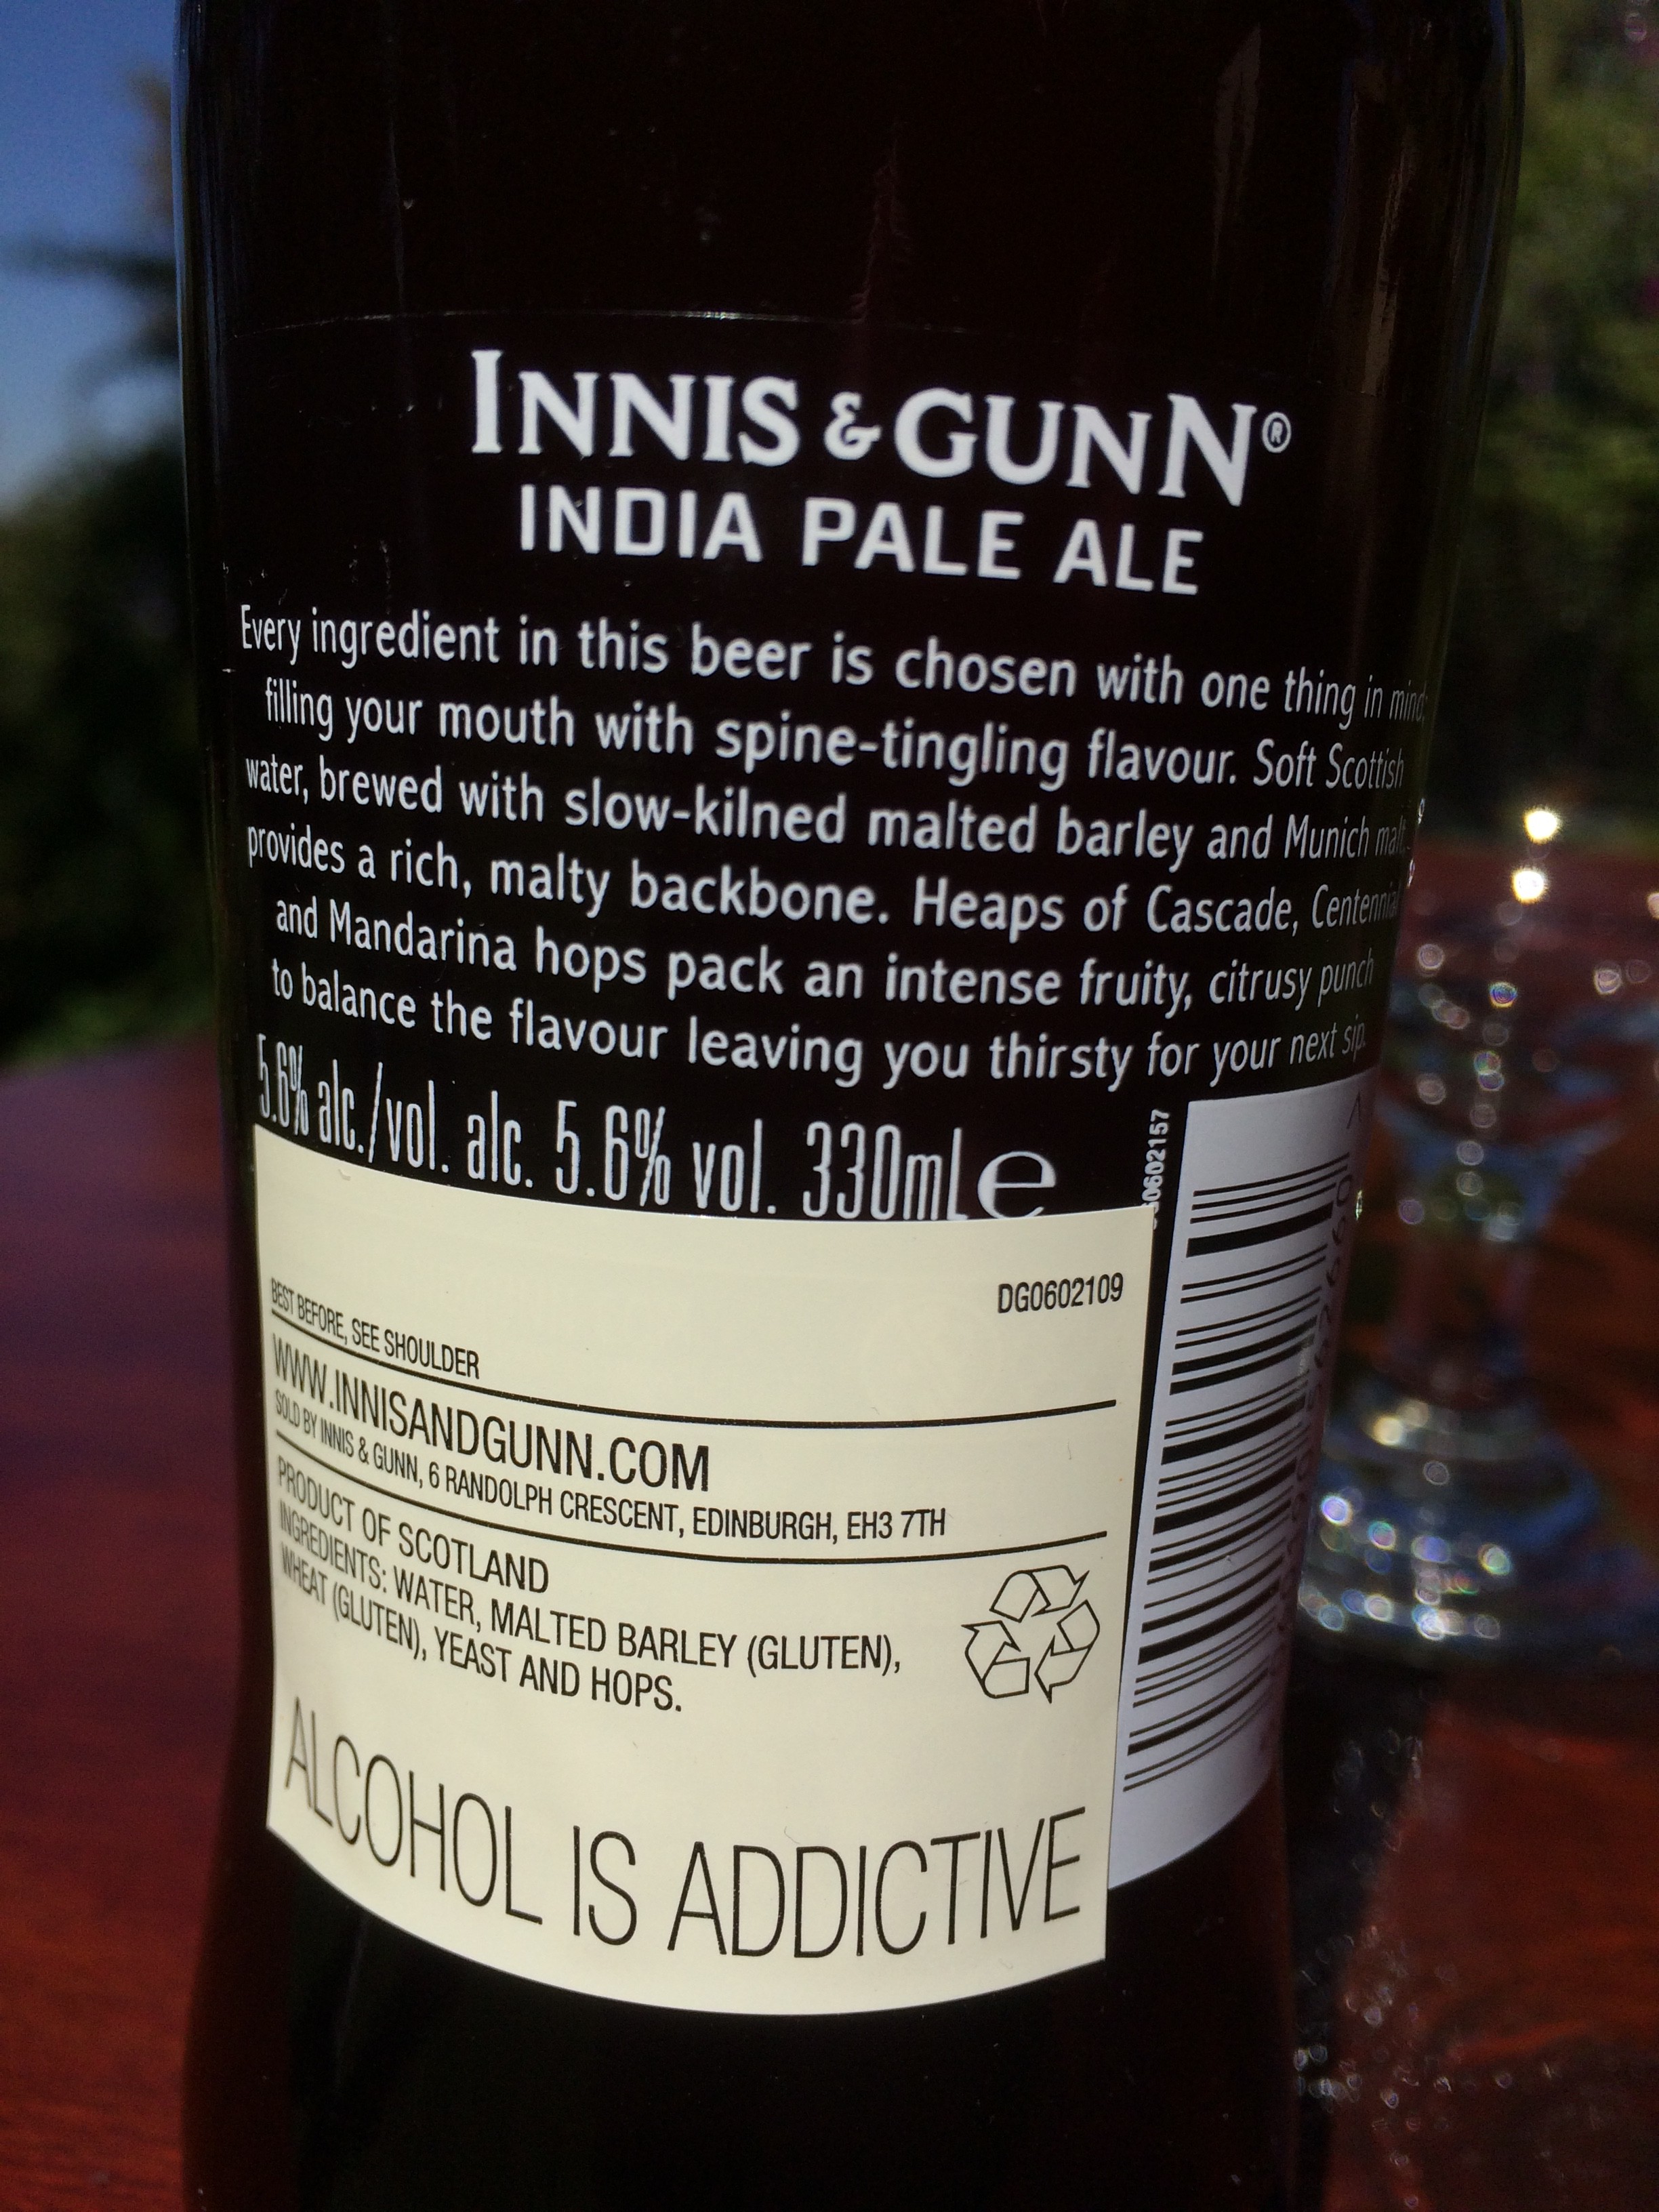 INNIS & GUNN®
INDIA PALE ALE
Every ingredient in this beer is chosen with one thing in mind;
filling your mouth with spine-tingling flavour. Soft Scottish
water, brewed with slow-kilned malted barley and Munich malt,
provides a rich, malty backbone. Heaps of Cascade, Centennial
and Mandarina hops pack an intense fruity, citrusy punch
to balance the flavour leaving you thirsty for your next sip.
5.6% alc./vol. alc. 5.6% vol. 330mL e
DG0602109
BEST BEFORE, SEE SHOULDER
WWW.INNISANDGUNN.COM
SOLD BY INNIS & GUNN, 6 RANDOLPH CRESCENT, EDINBURGH, EH3 7TH
PRODUCT OF SCOTLAND
INGREDIENTS: WATER, MALTED BARLEY (GLUTEN),
WHEAT (GLUTEN), YEAST AND HOPS.
ALCOHOL IS ADDICTIVE